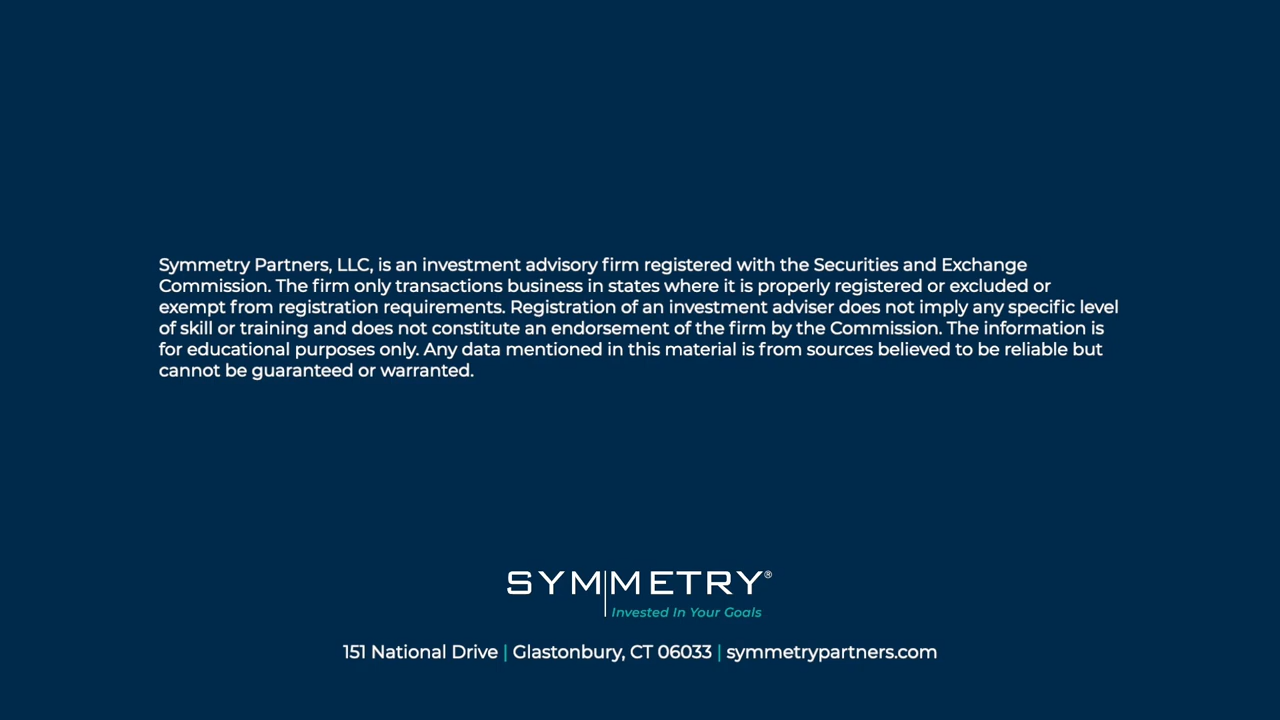 Symmetry Partners, LLC, is an investment advisory firm registered with the Securities and Exchange
Commission. The firm only transactions business in states where it is properly registered or excluded or
exempt from registration requirements. Registration of an investment adviser does not imply any specific level
of skill or training and does not constitute an endorsement of the firm by the Commission. The information is
for educational purposes only. Any data mentioned in this material is from sources believed to be reliable but
cannot be guaranteed or warranted.
SYMMETRY®
Invested In Your Goals
151 National Drive | Glastonbury, CT 06033 | symmetrypartners.com